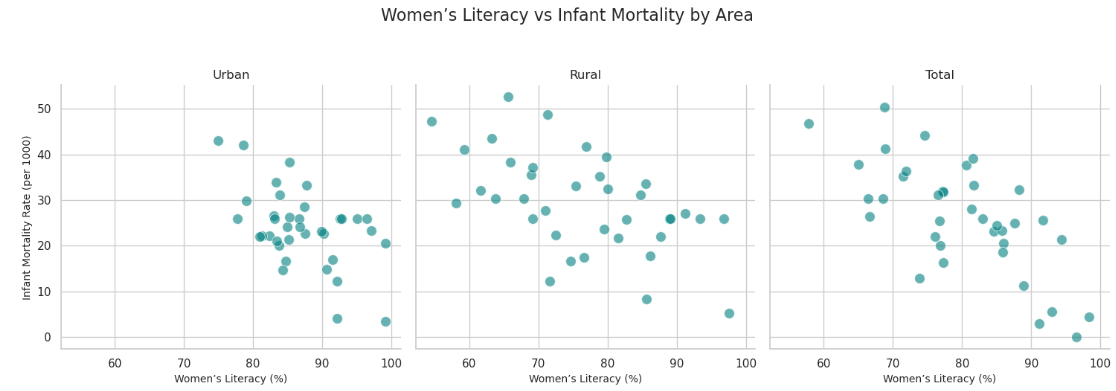 Women’s Literacy vs Infant Mortality by Area
Urban
Rural
Total
Infant Mortality Rate (per 1000)
50
40
30
20
10
0
60 70 80 90 100
60 70 80 90 100
60 70 80 90 100
Women’s Literacy (%)
Women’s Literacy (%)
Women’s Literacy (%)